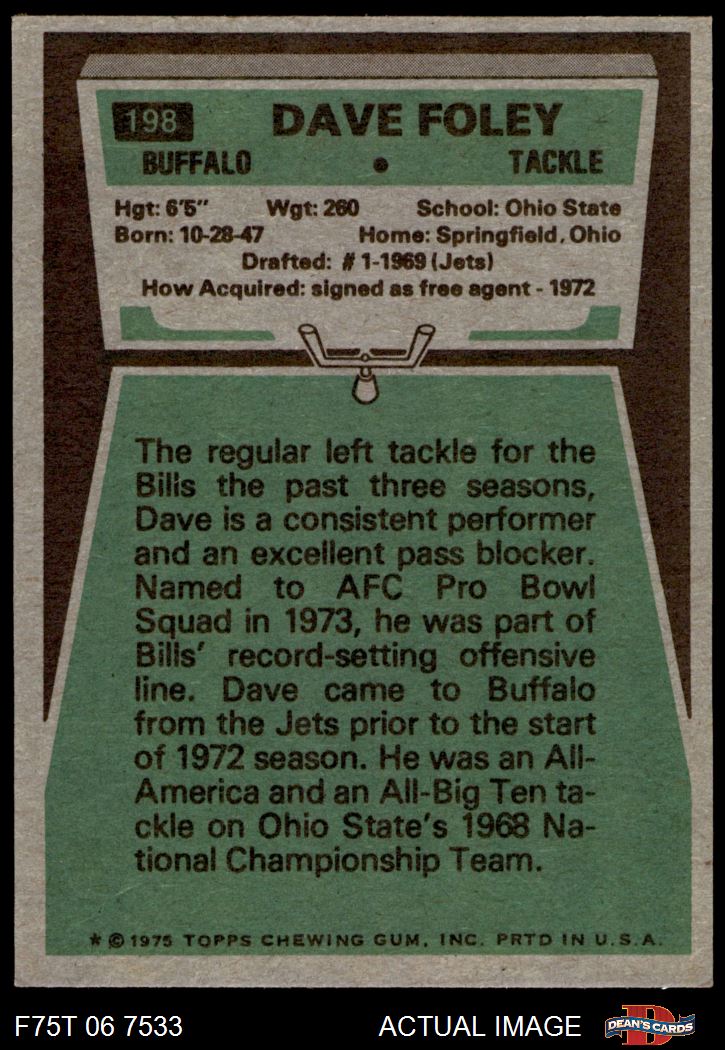 198 DAVE FOLEY
BUFFALO • TACKLE
Hgt: 6'5" Wgt: 260 School: Ohio State
Born: 10-28-47 Home: Springfield, Ohio
Drafted: #1-1969 (Jets)
How Acquired: signed as free agent - 1972
The regular left tackle for the
Bills the past three seasons,
Dave is a consistent performer
and an excellent pass blocker.
Named to AFC Pro Bowl
Squad in 1973, he was part of
Bills' record-setting offensive
line. Dave came to Buffalo
from the Jets prior to the start
of 1972 season. He was an All-
America and an All-Big Ten ta-
ckle on Ohio State's 1968 Na-
tional Championship Team.
* © 1975 TOPPS CHEWING GUM, INC. PRTD IN U.S.A.
F75T 06 7533 ACTUAL IMAGE D DEAN'S CARDS